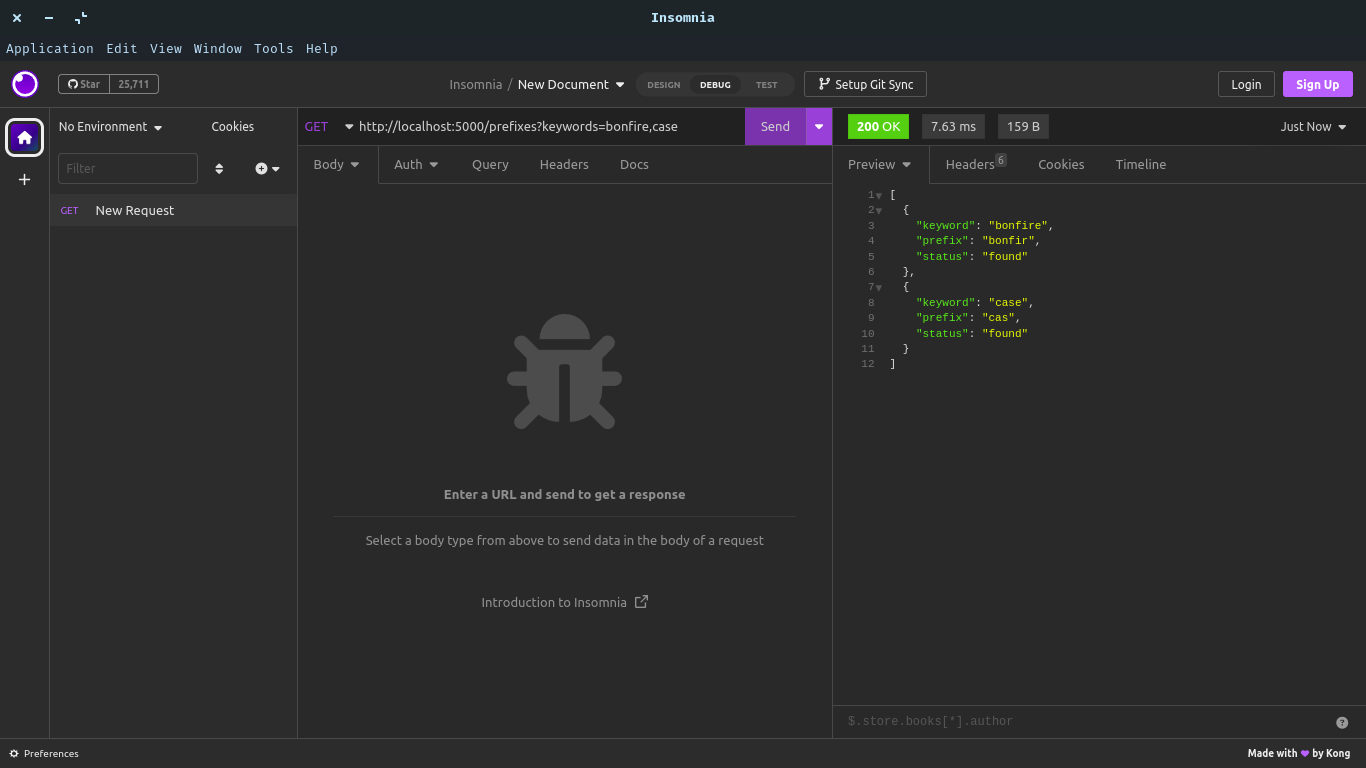 Insomnia
Application Edit View Window Tools Help
Star 25,711
Insomnia / New Document
DESIGN DEBUG TEST
Setup Git Sync
Login
Sign Up
No Environment
Cookies
GET http://localhost:5000/prefixes?keywords=bonfire,case
Send
200 OK
7.63 ms
159 B
Just Now
Filter
Body Auth Query Headers Docs
Preview Headers 6 Cookies Timeline
GET New Request
1 [
2 {
3 "keyword": "bonfire",
4 "prefix": "bonfir",
5 "status": "found"
6 },
7 {
8 "keyword": "case",
9 "prefix": "cas",
10 "status": "found"
11 }
12 ]
Enter a URL and send to get a response
Select a body type from above to send data in the body of a request
Introduction to Insomnia
$.store.books[*].author
?
Preferences
Made with ❤ by Kong